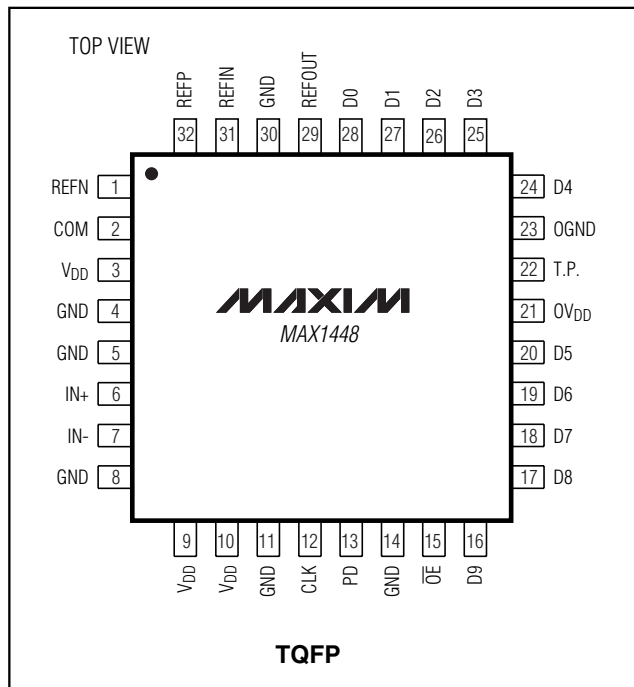 TOP VIEW
REFP REFIN GND REFOUT D0 D1 D2 D3
32 31 30 29 28 27 26 25
REFN 1
COM 2
VDD 3
GND 4
GND 5
IN+ 6
IN- 7
GND 8
MAXIM
MAX1448
24 D4
23 OGND
22 T.P.
21 OVDD
20 D5
19 D6
18 D7
17 D8
9 10 11 12 13 14 15 16
VDD VDD GND CLK PD GND O̅E̅ D9
TQFP